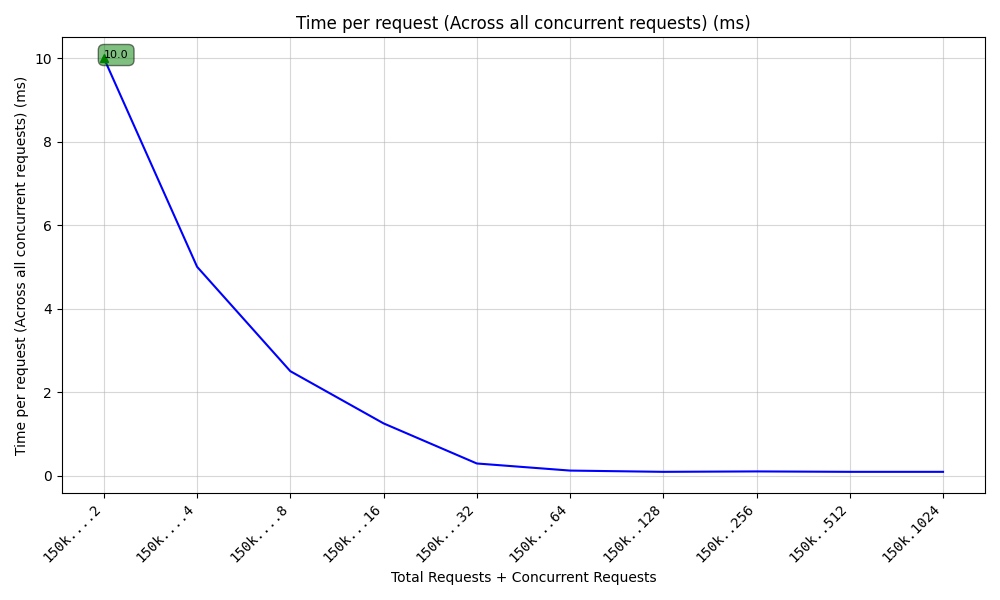 Time per request (Across all concurrent requests) (ms)
10.0
Time per request (Across all concurrent requests) (ms)
10
8
6
4
2
0
150k....2
150k....4
150k....8
150k...16
150k...32
150k...64
150k..128
150k..256
150k..512
150k.1024
Total Requests + Concurrent Requests